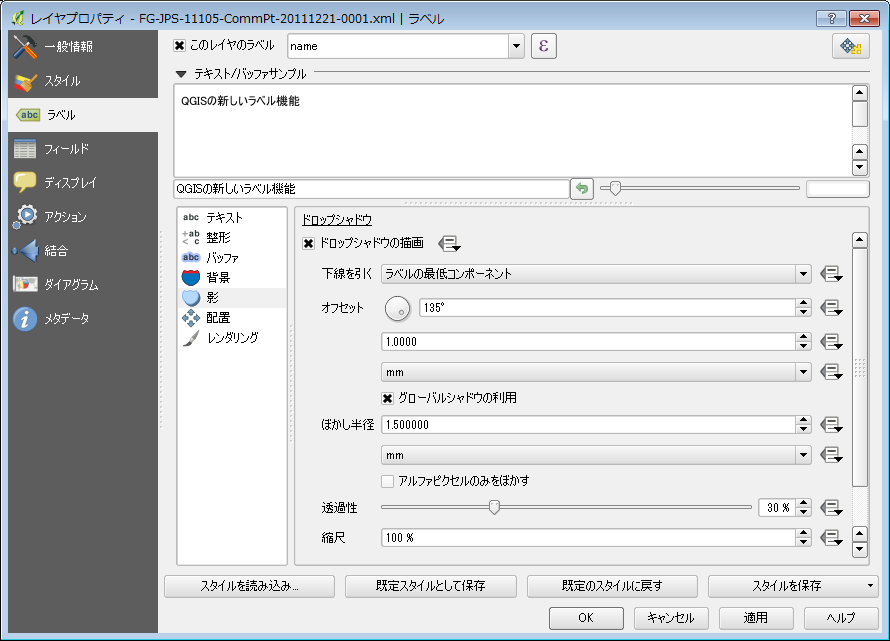 レイヤプロパティ - FG-JPS-11105-CommPt-20111221-0001.xml | ラベル
一般情報
スタイル
abc ラベル
フィールド
ディスプレイ
アクション
結合
ダイアグラム
メタデータ
このレイヤのラベル name ε
テキスト/バッファサンプル
QGISの新しいラベル機能
QGISの新しいラベル機能
abc テキスト
+ab < c 整形
abc バッファ
背景
影
配置
レンダリング
ドロップシャドウ
ドロップシャドウの描画
下線を引く ラベルの最低コンポーネント
オフセット 135°
1.0000
mm
グローバルシャドウの利用
ぼかし半径 1.500000
mm
アルファピクセルのみをぼかす
透過性 30 %
縮尺 100 %
スタイルを読み込み... 既定スタイルとして保存 既定のスタイルに戻す スタイルを保存
OK キャンセル 適用 ヘルプ